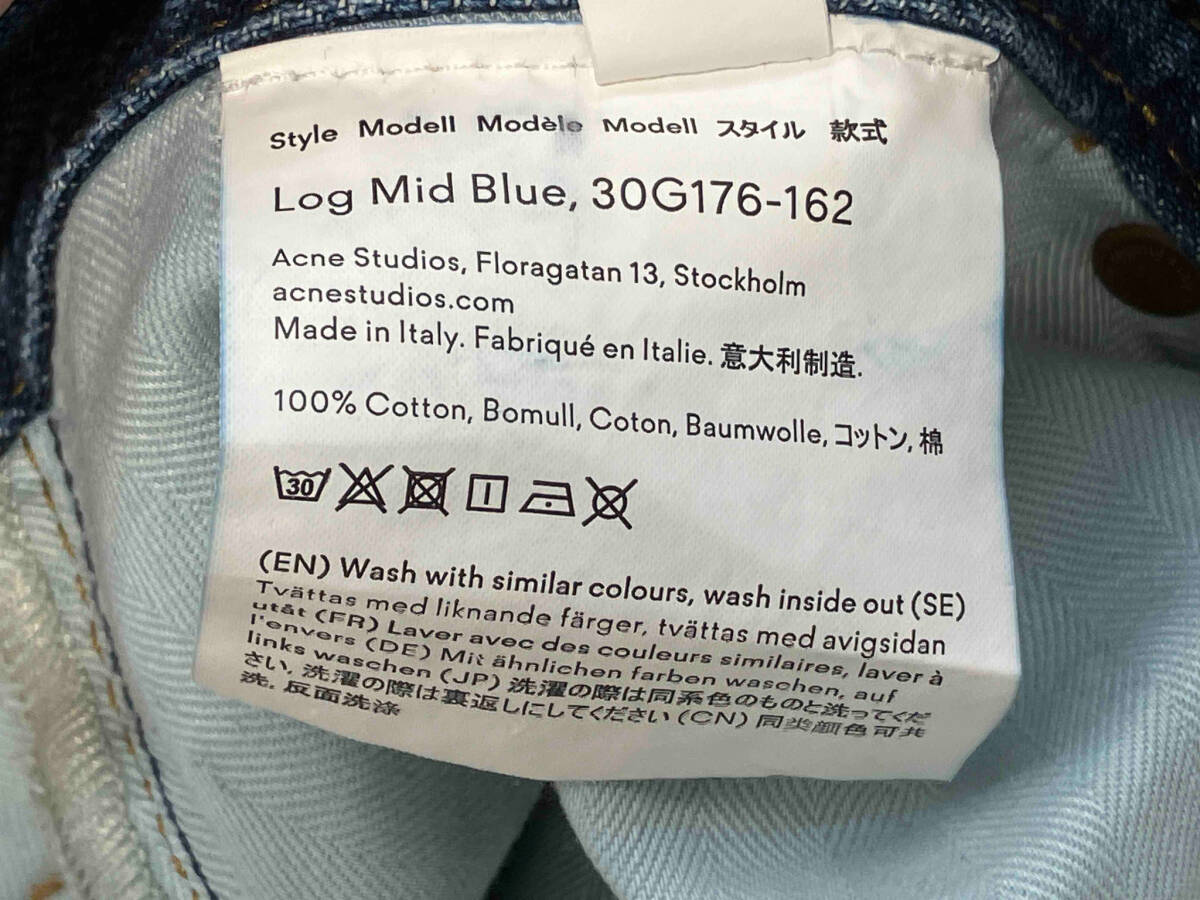 Style Modell Modèle Modell スタイル 款式
Log Mid Blue, 30G176-162
Acne Studios, Floragatan 13, Stockholm
acnestudios.com
Made in Italy. Fabriqué en Italie. 意大利制造.
100% Cotton, Bomull, Coton, Baumwolle, コットン, 棉
30
(EN) Wash with similar colours, wash inside out (SE)
Tvättas med liknande färger, tvättas med avigsidan
utåt (FR) Laver avec des couleurs similaires, laver à
l'envers (DE) Mit ähnlichen farben waschen, auf
links waschen (JP) 洗濯の際は同系色のものと洗ってくだ
さい, 洗濯の際は裏返しにしてください (CN) 同类颜色可共
洗, 反面洗涤